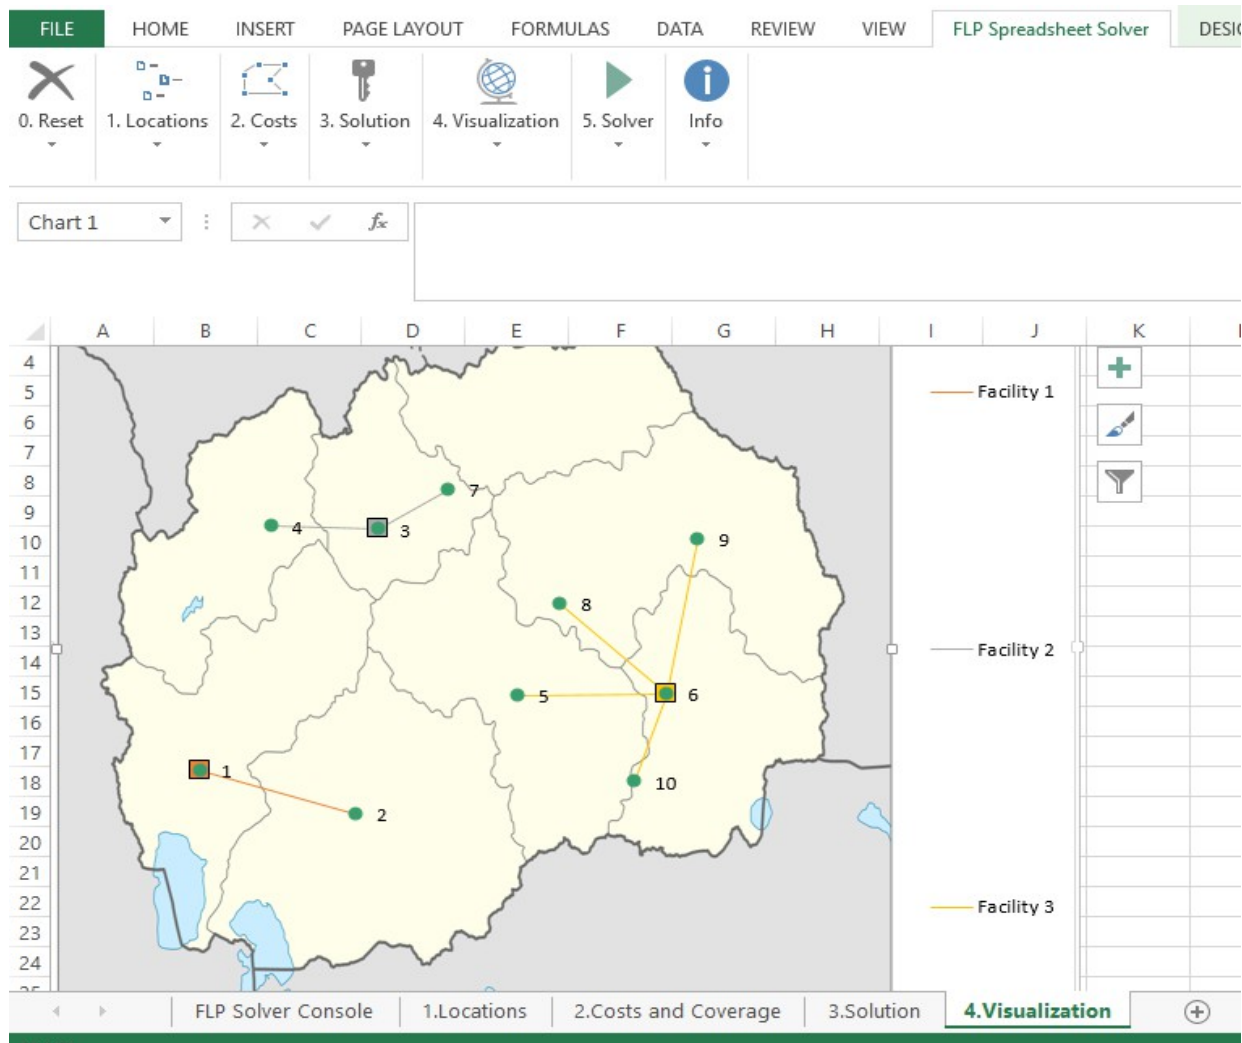 FILE HOME INSERT PAGE LAYOUT FORMULAS DATA REVIEW VIEW FLP Spreadsheet Solver DESIG
0. Reset 1. Locations 2. Costs 3. Solution 4. Visualization 5. Solver Info
Chart 1 fx
A B C D E F G H I J K
4
5 Facility 1
6
7
8 7
9 4 3
10 9
11
12 8
13
14 Facility 2
15 5 6
16
17 1
18 10
19 2
20
21
22 Facility 3
23
24
25
FLP Solver Console 1.Locations 2.Costs and Coverage 3.Solution 4.Visualization